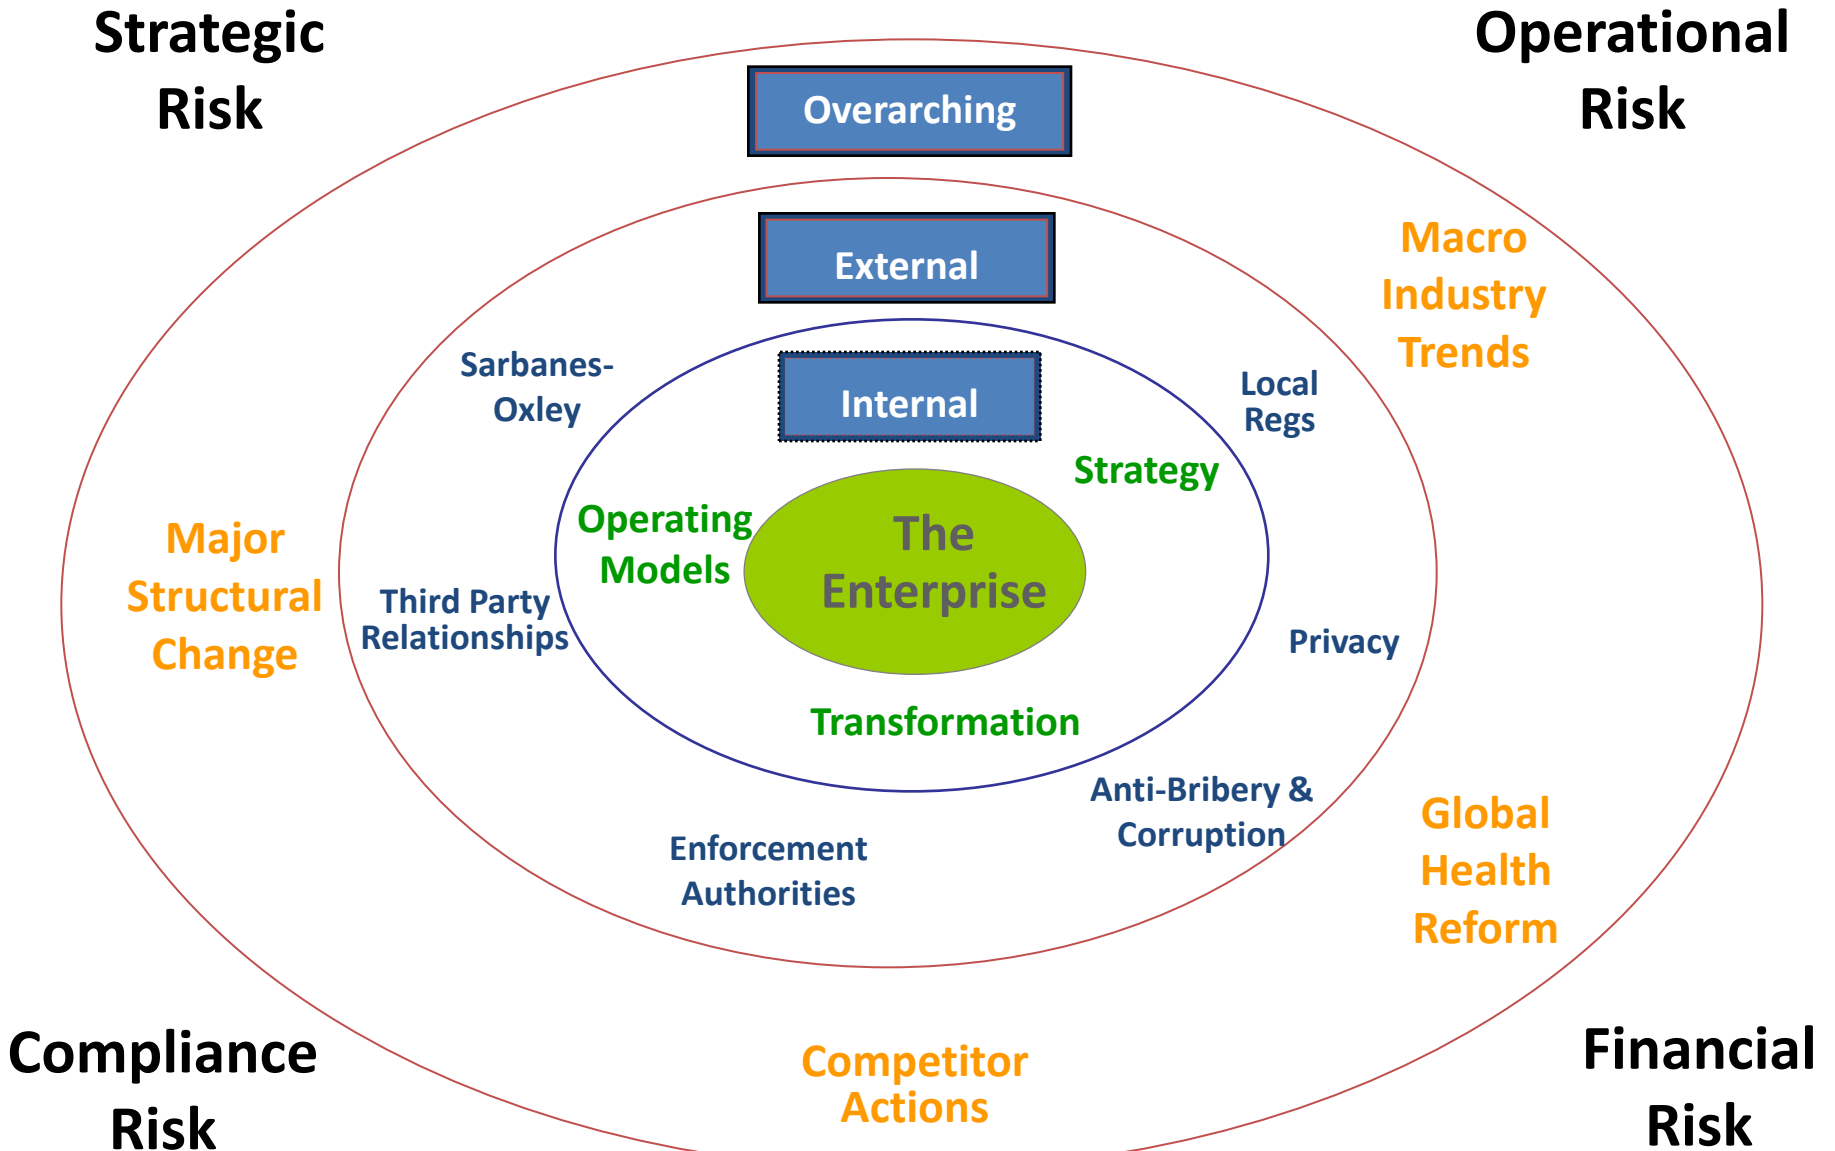 Strategic
Risk
Operational
Risk
Overarching
External
Macro
Industry
Trends
Sarbanes-
Oxley
Internal
Local
Regs
Strategy
Operating
Models
The
Enterprise
Major
Structural
Change
Third Party
Relationships
Privacy
Transformation
Anti-Bribery &
Corruption
Enforcement
Authorities
Global
Health
Reform
Compliance
Risk
Competitor
Actions
Financial
Risk